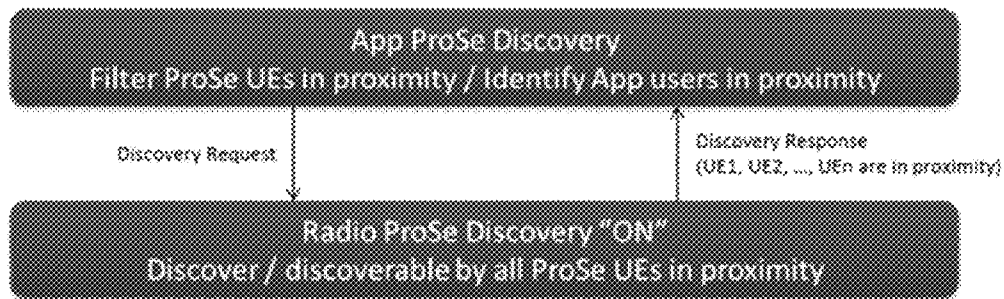 App ProSe Discovery
Filter ProSe UEs in proximity / Identify App users in proximity
Discovery Request
Discovery Response
(UE1, UE2, ..., UEn are in proximity)
Radio ProSe Discovery "ON"
Discover / discoverable by all ProSe UEs in proximity